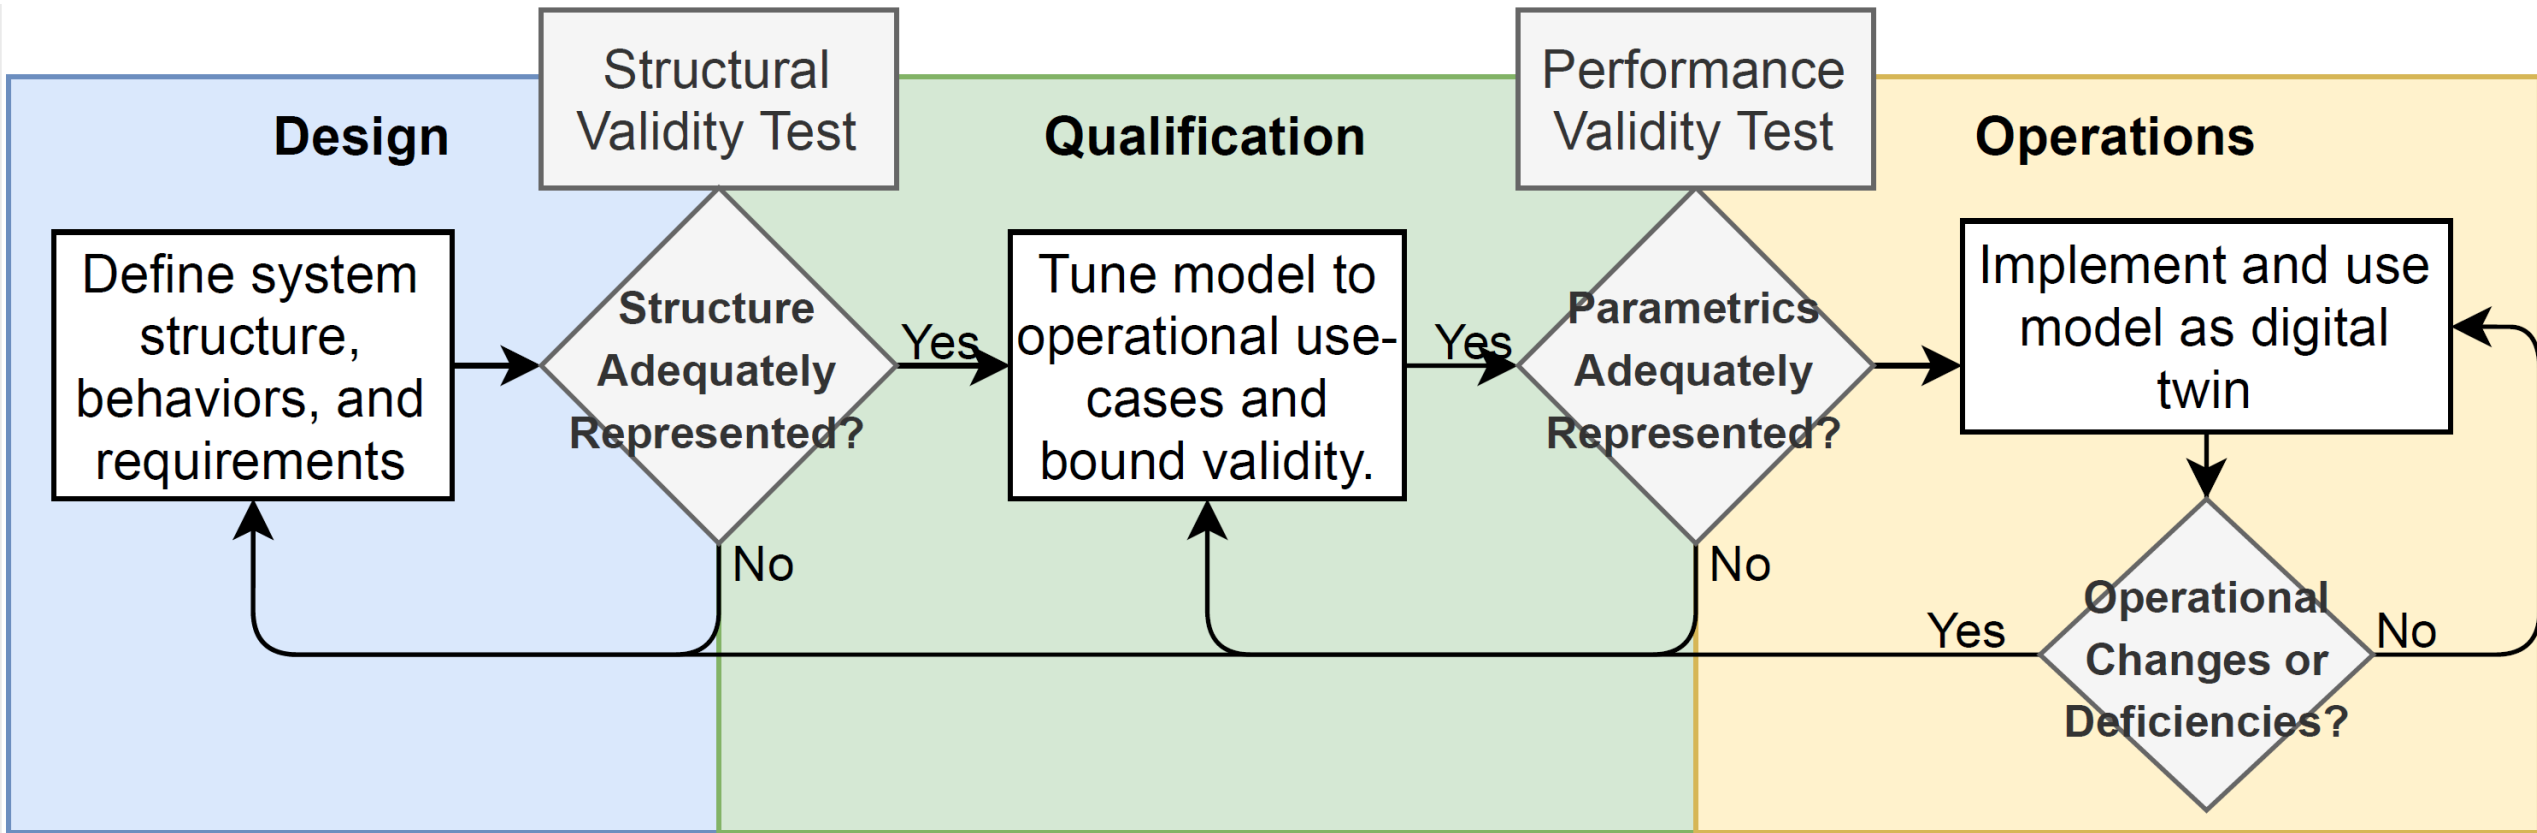 Structural
Validity Test
Performance
Validity Test
Design
Qualification
Operations
Define system
structure,
behaviors, and
requirements
Structure
Adequately
Represented?
Yes
No
Tune model to
operational use-
cases and
bound validity.
Yes
Parametrics
Adequately
Represented?
No
Implement and use
model as digital
twin
Operational
Changes or
Deficiencies?
Yes
No